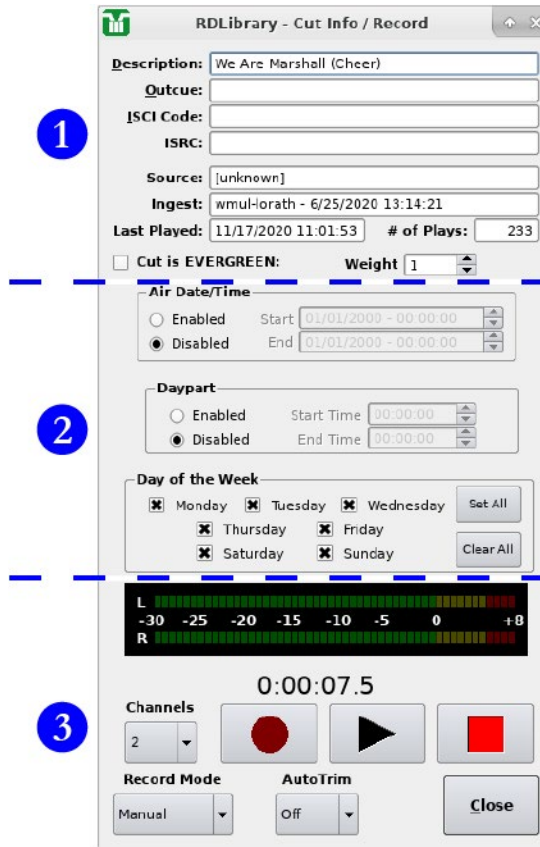 RDLibrary - Cut Info / Record
Description: We Are Marshall (Cheer)
Outcue:
ISCI Code:
1
ISRC:
Source: [unknown]
Ingest: wmul-lorath - 6/25/2020 13:14:21
Last Played: 11/17/2020 11:01:53 # of Plays: 233
Cut is EVERGREEN: Weight 1
Air Date/Time
Enabled Start 01/01/2000 - 00:00:00
Disabled End 01/01/2000 - 00:00:00
Daypart
2
Enabled Start Time 00:00:00
Disabled End Time 00:00:00
Day of the Week
Monday Tuesday Wednesday Set All
Thursday Friday
Saturday Sunday Clear All
L
-30 -25 -20 -15 -10 -5 0 +8
R
0:00:07.5
Channels
3
2
Record Mode AutoTrim
Manual Off Close